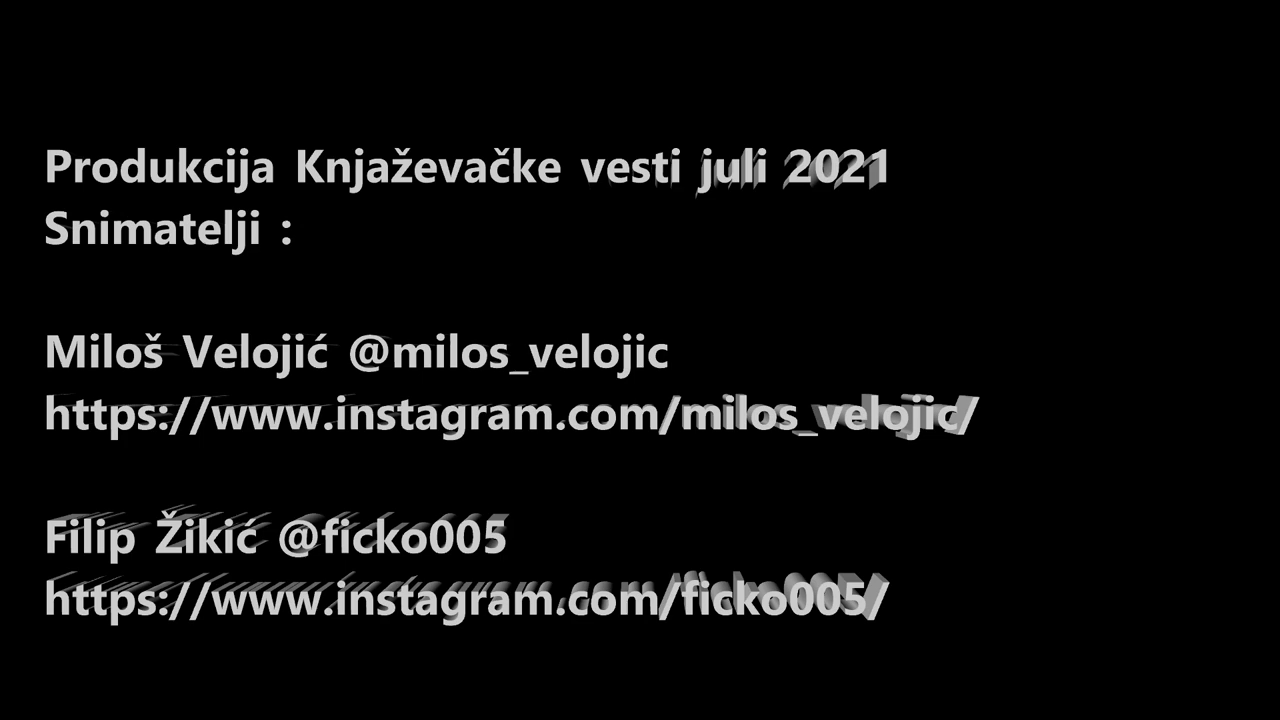 Produkcija Knjaževačke vesti juli 2021
Snimatelji :
Miloš Velojić @milos_velojic
https://www.instagram.com/milos_velojic/
Filip Žikić @ficko005
https://www.instagram.com/ficko005/